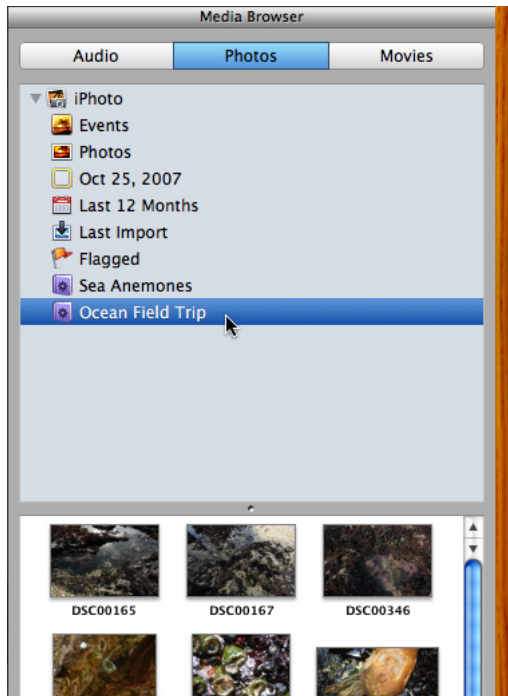 Media Browser
Audio Photos Movies
iPhoto
Events
Photos
Oct 25, 2007
Last 12 Months
Last Import
Flagged
Sea Anemones
Ocean Field Trip
DSC00165 DSC00167 DSC00346